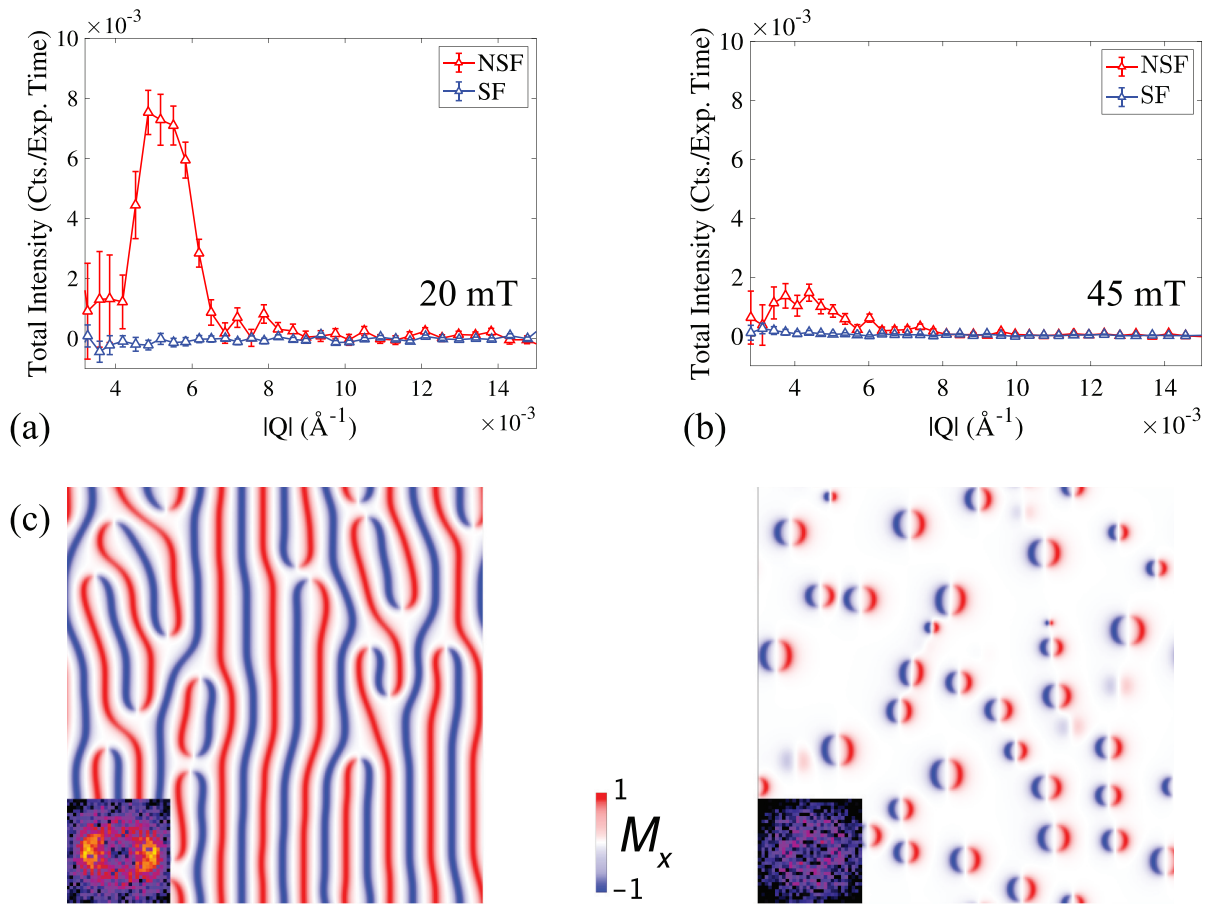 ×10⁻³
10
8
6
4
2
0
NSF
SF
20 mT
4 6 8 10 12 14
×10⁻³
Total Intensity (Cts./Exp. Time)
|Q| (Å⁻¹)
(a)
×10⁻³
10
8
6
4
2
0
NSF
SF
45 mT
4 6 8 10 12 14
×10⁻³
Total Intensity (Cts./Exp. Time)
|Q| (Å⁻¹)
(b)
(c)
1
Mₓ
−1